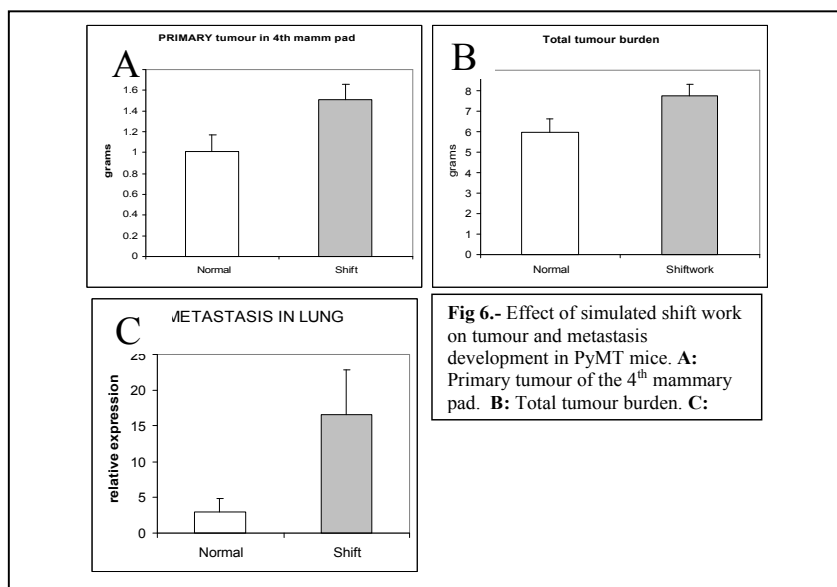 PRIMARY tumour in 4th mamm pad
A
1.6
1.4
1.2
1
0.8
0.6
0.4
0.2
0
grams
Normal
Shift
Total tumour burden
B
8
7
6
5
4
3
2
1
0
grams
Normal
Shiftwork
C
METASTASIS IN LUNG
25
20
15
10
5
0
relative expression
Normal
Shift
Fig 6.- Effect of simulated shift work
on tumour and metastasis
development in PyMT mice. A:
Primary tumour of the 4th mammary
pad. B: Total tumour burden. C: